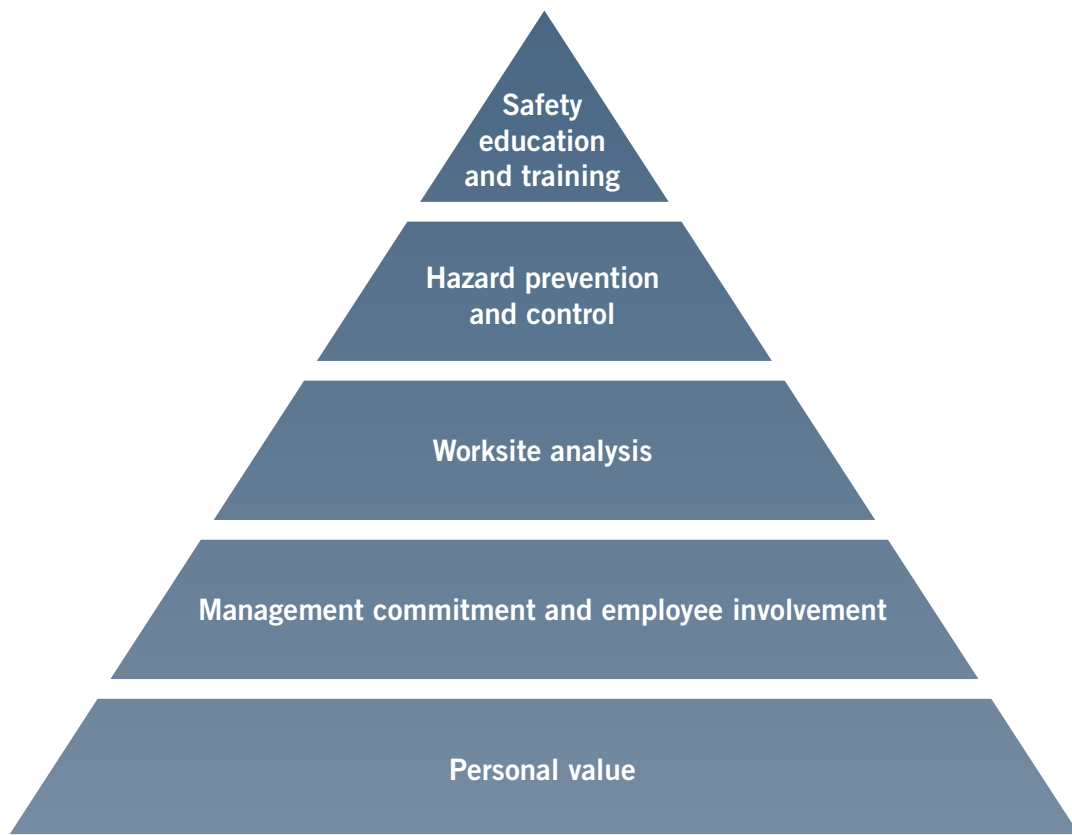 Safety
education
and training
Hazard prevention
and control
Worksite analysis
Management commitment and employee involvement
Personal value